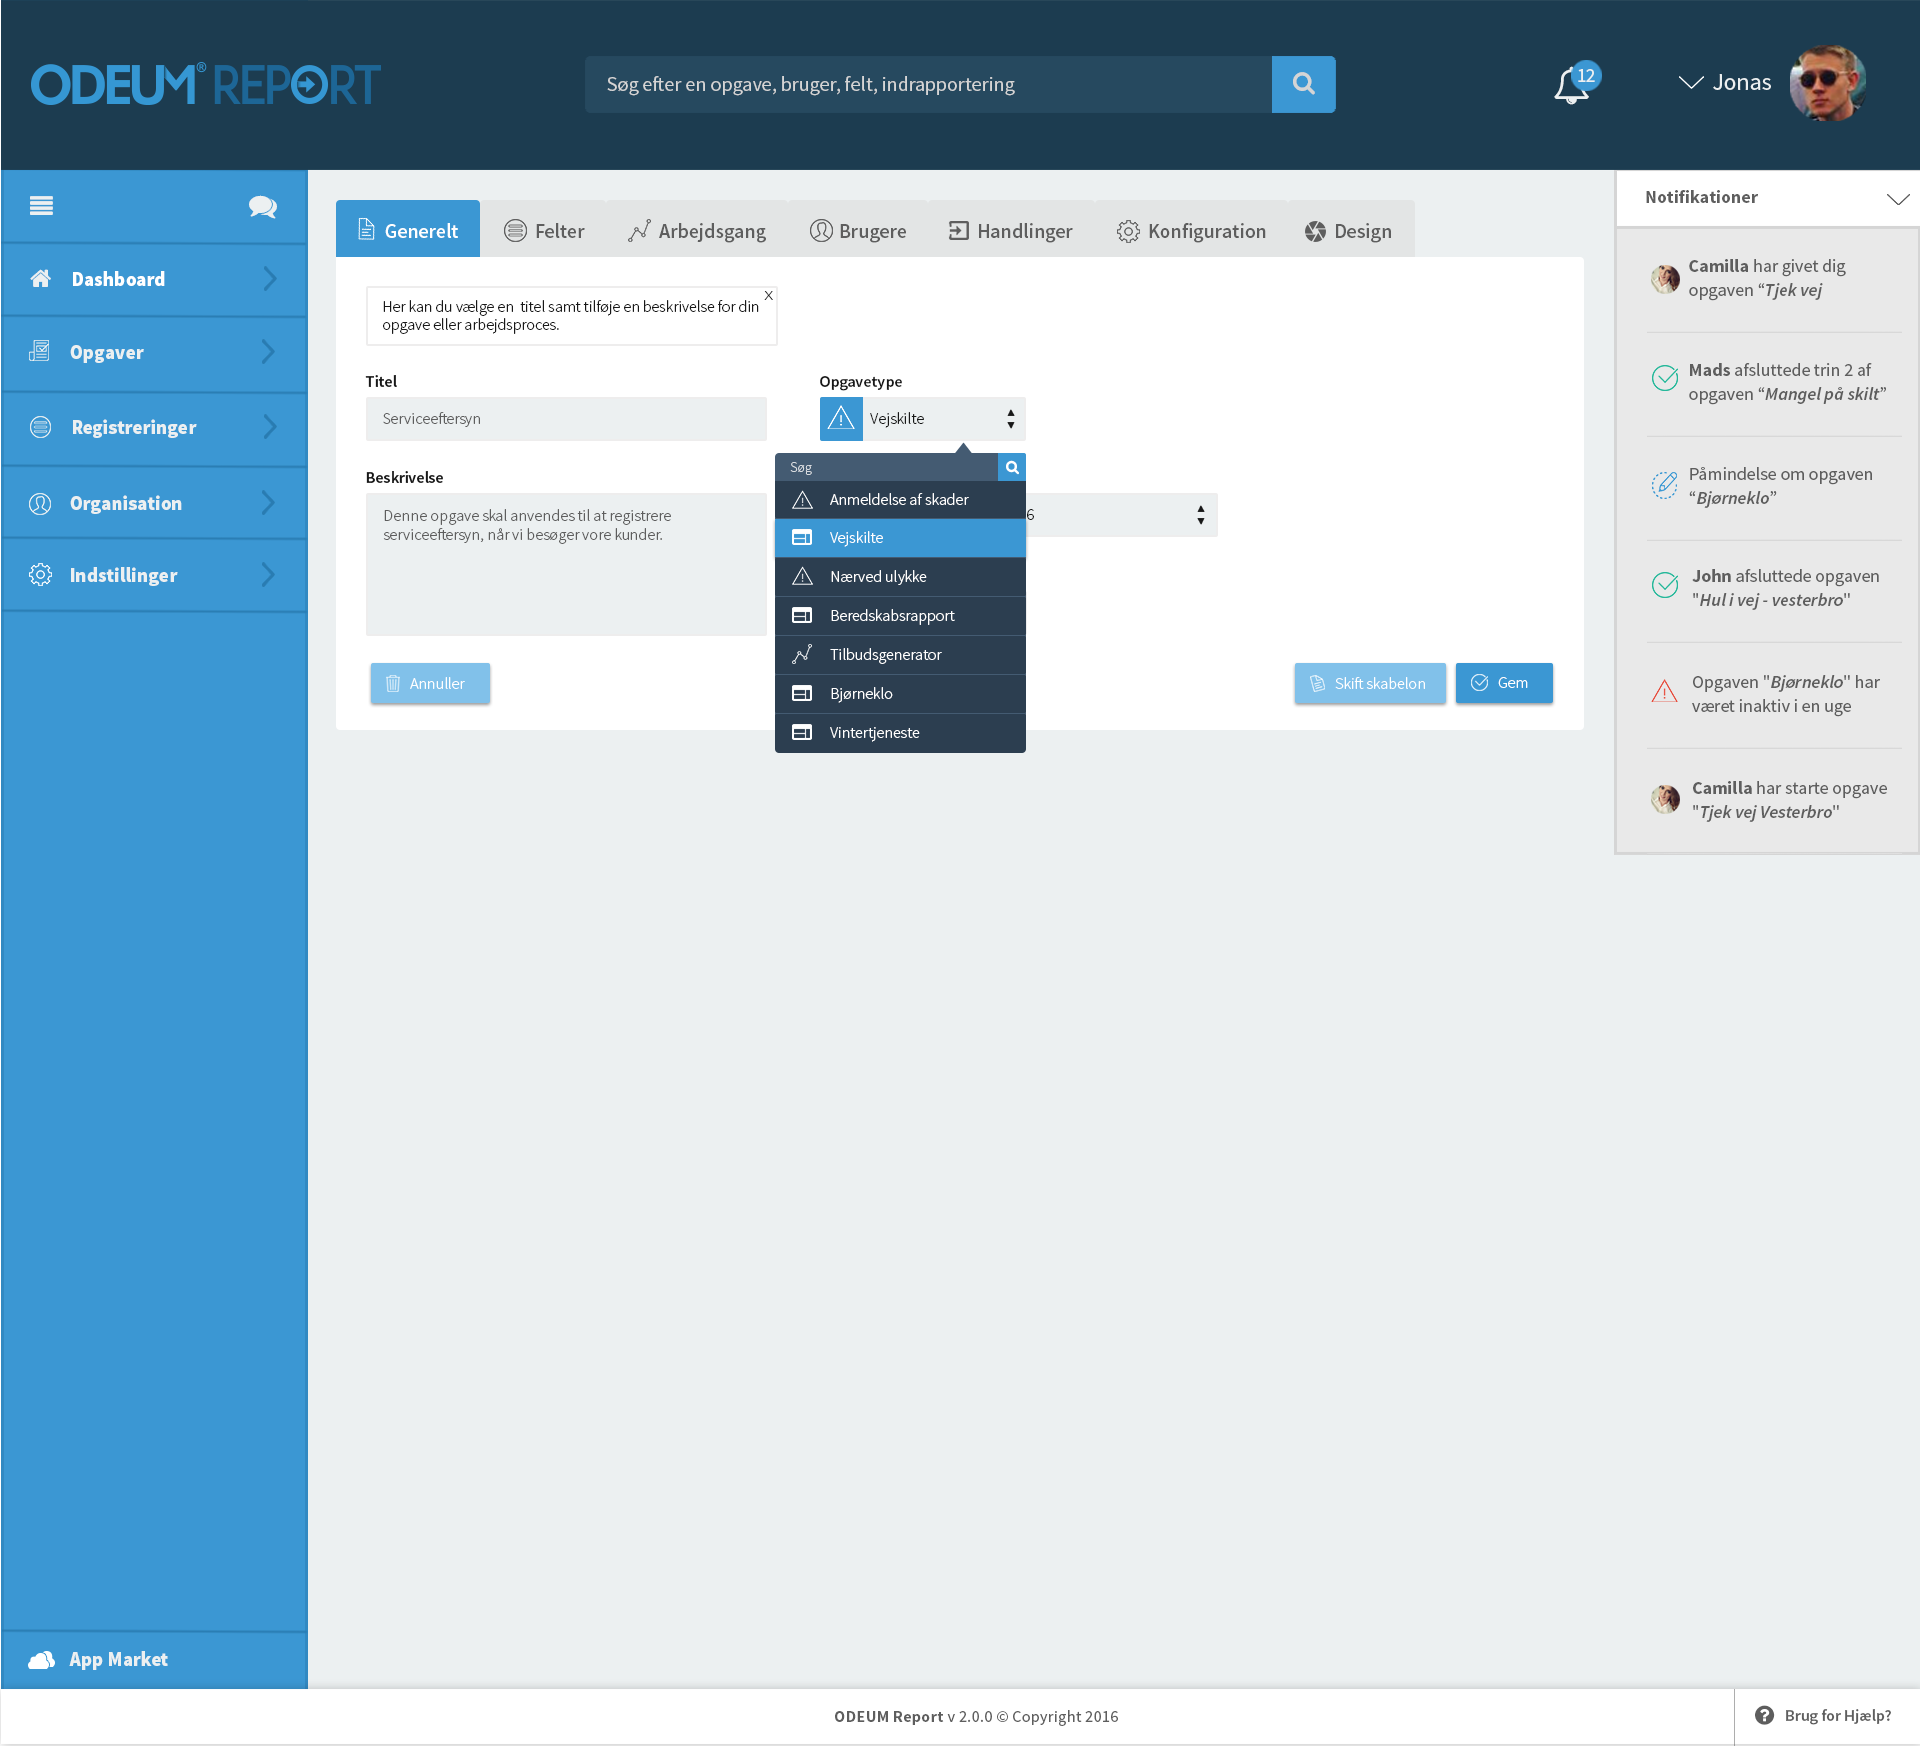 ODEUM® REPORT
Søg efter en opgave, bruger, felt, indrapportering
12
Jonas
Dashboard
Opgaver
Registreringer
Organisation
Indstillinger
App Market
Generelt
Felter
Arbejdsgang
Brugere
Handlinger
Konfiguration
Design
Her kan du vælge en titel samt tilføje en beskrivelse for din
opgave eller arbejdsproces.
X
Titel
Serviceeftersyn
Opgavetype
Vejskilte
Beskrivelse
Denne opgave skal anvendes til at registrere
serviceeftersyn, når vi besøger vore kunder.
Søg
Anmeldelse af skader
Vejskilte
Nærved ulykke
Beredskabsrapport
Tilbudsgenerator
Bjørneklo
Vintertjeneste
6
Annuller
Skift skabelon
Gem
Notifikationer
Camilla har givet dig
opgaven “Tjek vej
Mads afsluttede trin 2 af
opgaven “Mangel på skilt”
Påmindelse om opgaven
“Bjørneklo”
John afsluttede opgaven
"Hul i vej - vesterbro"
Opgaven "Bjørneklo" har
været inaktiv i en uge
Camilla har starte opgave
"Tjek vej Vesterbro"
ODEUM Report v 2.0.0 © Copyright 2016
Brug for Hjælp?